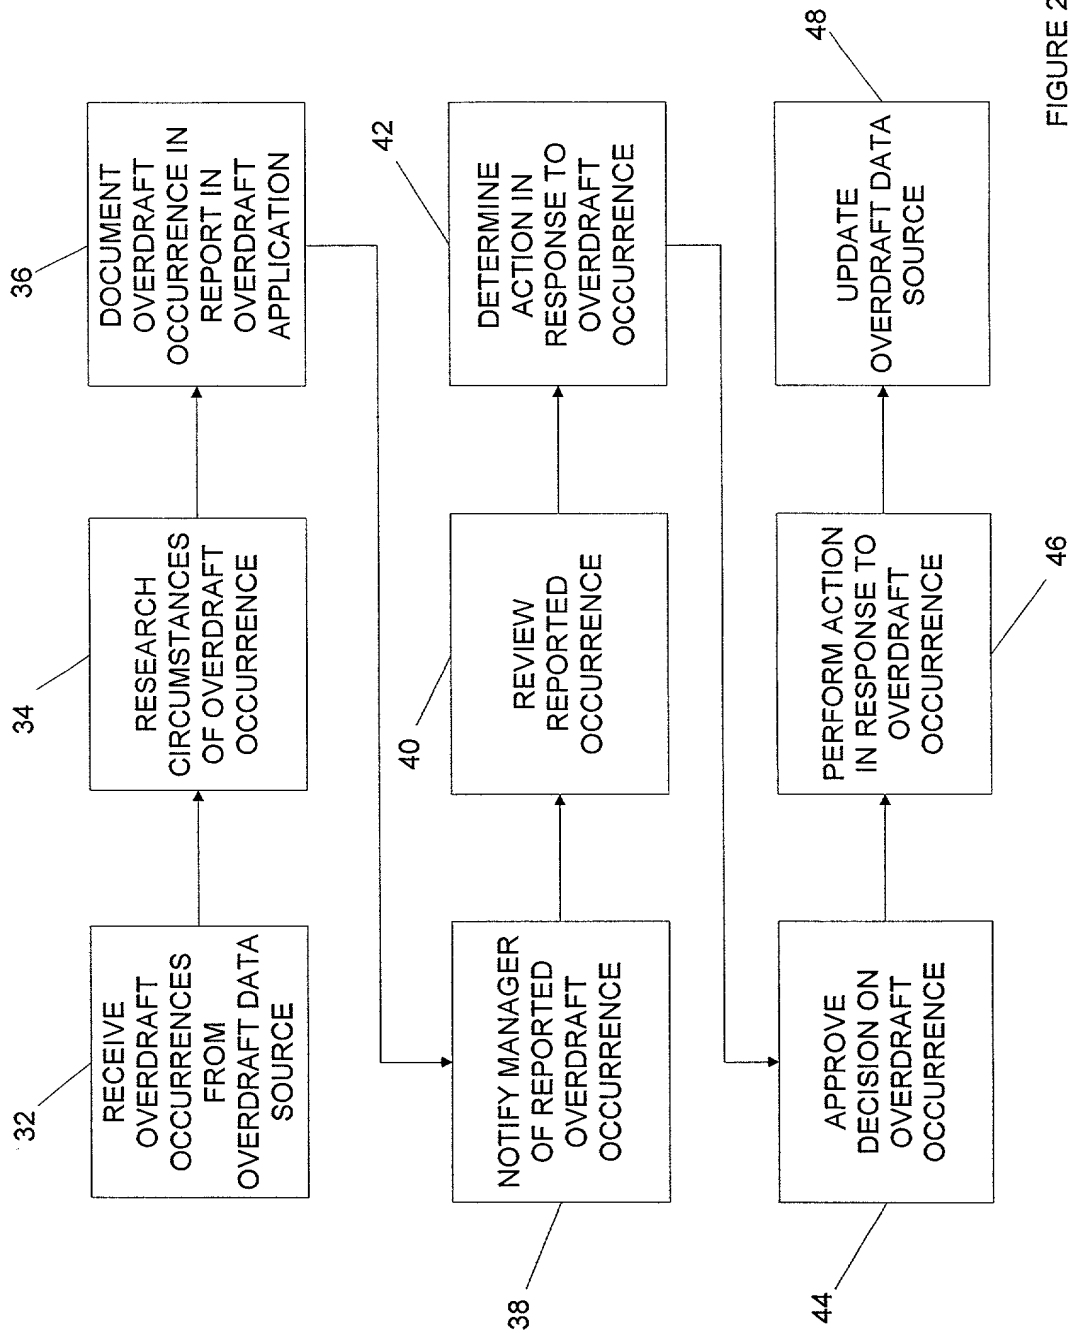 32
RECEIVE
OVERDRAFT
OCCURRENCES
FROM
OVERDRAFT DATA
SOURCE
34
RESEARCH
CIRCUMSTANCES
OF OVERDRAFT
OCCURRENCE
36
DOCUMENT
OVERDRAFT
OCCURRENCE IN
REPORT IN
OVERDRAFT
APPLICATION
38
NOTIFY MANAGER
OF REPORTED
OVERDRAFT
OCCURRENCE
40
REVIEW
REPORTED
OCCURRENCE
42
DETERMINE
ACTION IN
RESPONSE TO
OVERDRAFT
OCCURRENCE
44
APPROVE
DECISION ON
OVERDRAFT
OCCURRENCE
46
PERFORM ACTION
IN RESPONSE TO
OVERDRAFT
OCCURRENCE
48
UPDATE
OVERDRAFT DATA
SOURCE
FIGURE 2